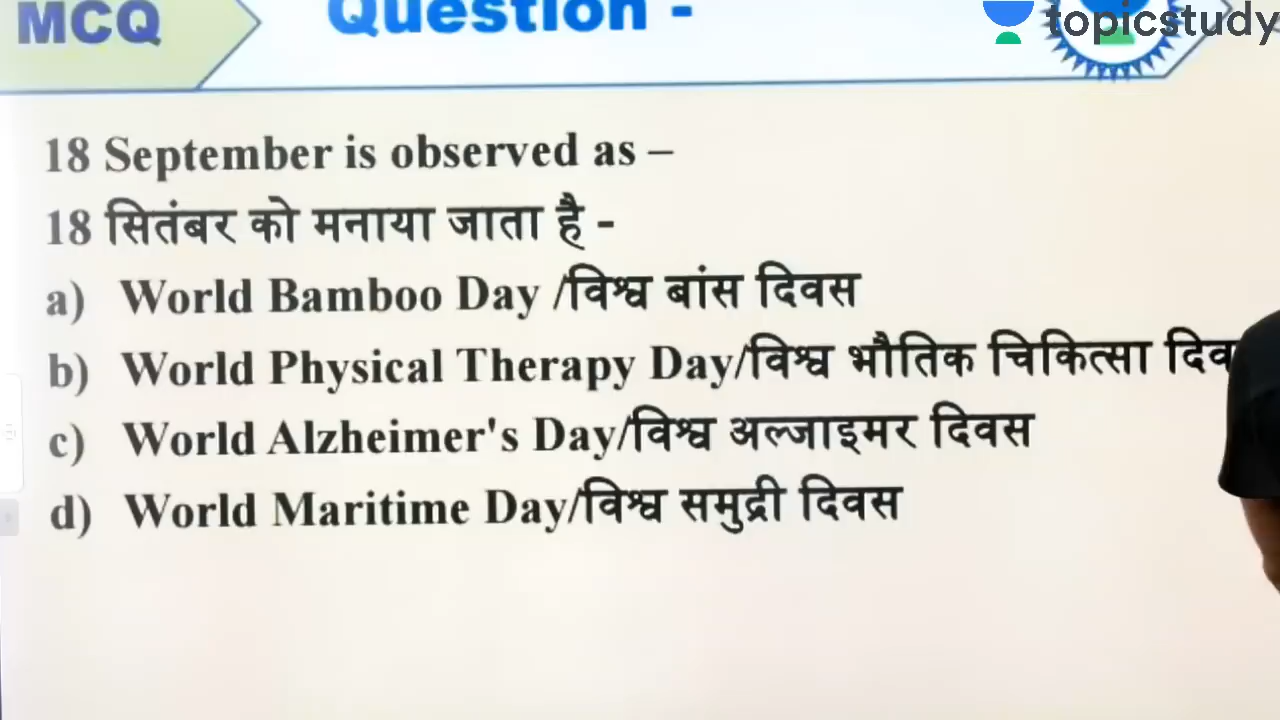 MCQ
Question -
topicstudy
18 September is observed as –
18 सितंबर को मनाया जाता है -
a) World Bamboo Day /विश्व बांस दिवस
b) World Physical Therapy Day/विश्व भौतिक चिकित्सा दिव
c) World Alzheimer's Day/विश्व अल्जाइमर दिवस
d) World Maritime Day/विश्व समुद्री दिवस